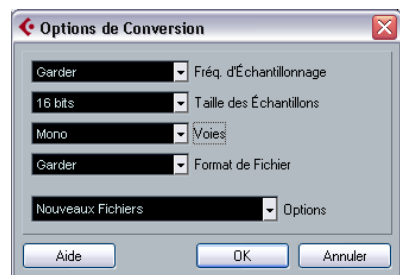 Options de Conversion
Garder Fréq. d'Échantillonnage
16 bits Taille des Échantillons
Mono Voies
Garder Format de Fichier
Nouveaux Fichiers Options
Aide OK Annuler